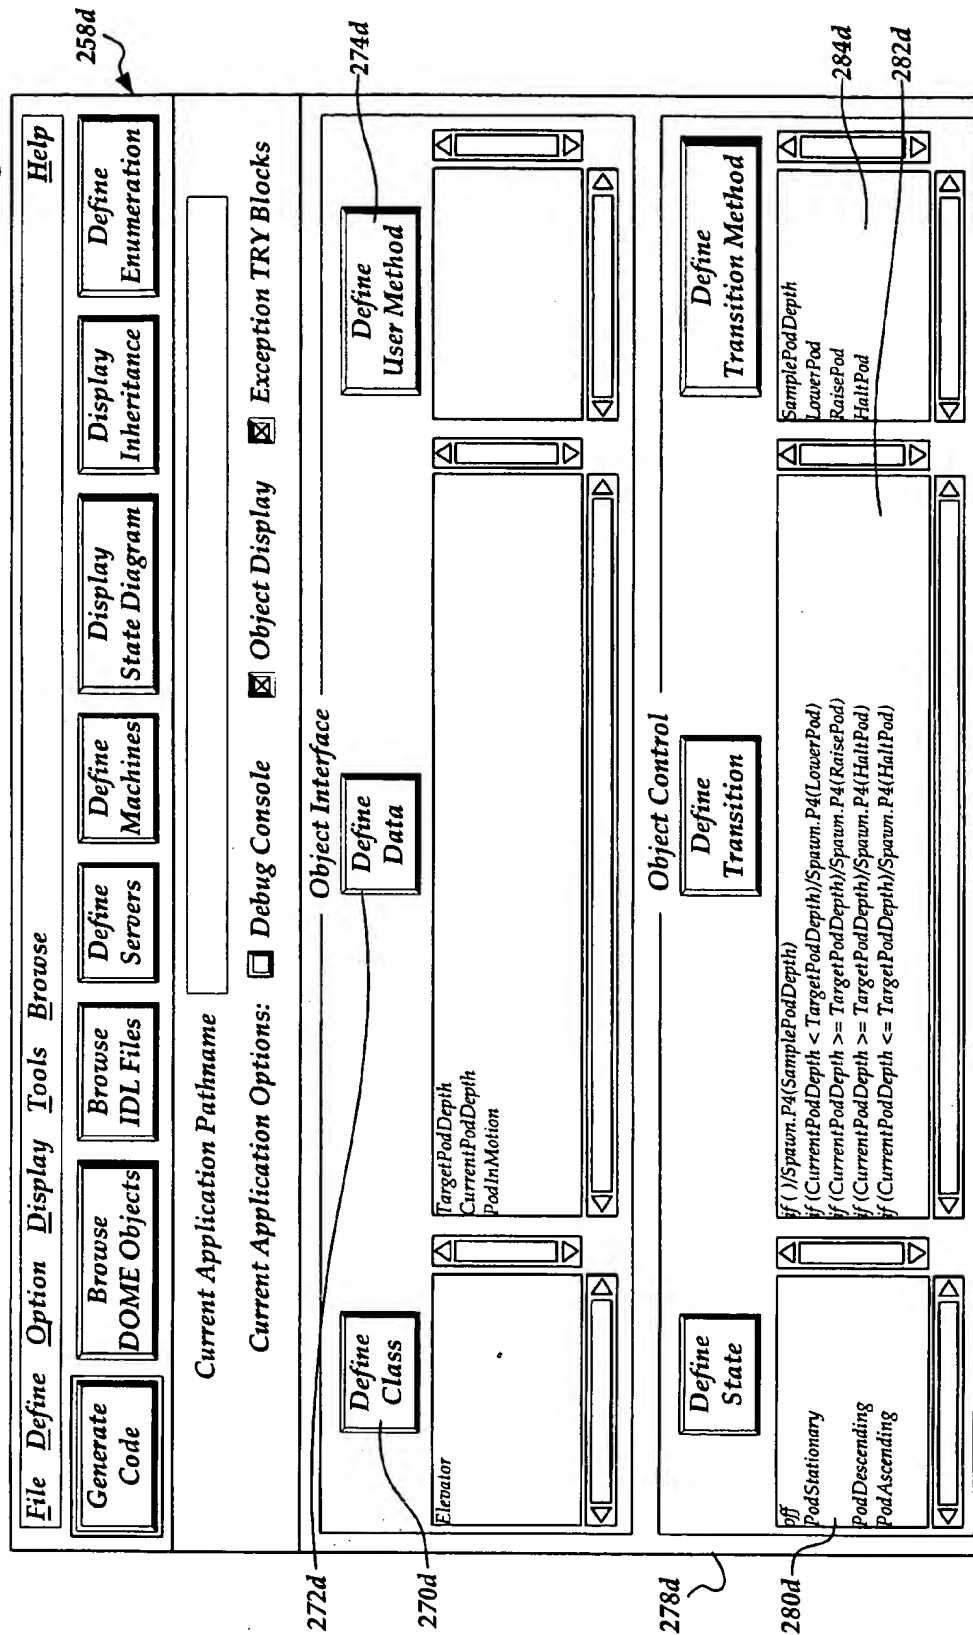 258d
File Define Option Display Tools Browse Help
Generate Code
Browse DOME Objects
Browse IDL Files
Define Servers
Define Machines
Display State Diagram
Display Inheritance
Define Enumeration
Current Application Pathname
Current Application Options: Debug Console Object Display Exception TRY Blocks
272d
Object Interface
274d
270d
Define Class
Define Data
Define User Method
Elevator
TargetPodDepth
CurrentPodDepth
PodInMotion
278d
Object Control
Define State
Define Transition
Define Transition Method
280d
off
PodStationary
PodDescending
PodAscending
if ( )/Spawn.P4(SamplePodDepth)
if (CurrentPodDepth < TargetPodDepth)/Spawn.P4(LowerPod)
if (CurrentPodDepth >= TargetPodDepth)/Spawn.P4(RaisePod)
if (CurrentPodDepth >= TargetPodDepth)/Spawn.P4(HaltPod)
if (CurrentPodDepth <= TargetPodDepth)/Spawn.P4(HaltPod)
SamplePodDepth
LowerPod
RaisePod
HaltPod
284d
282d